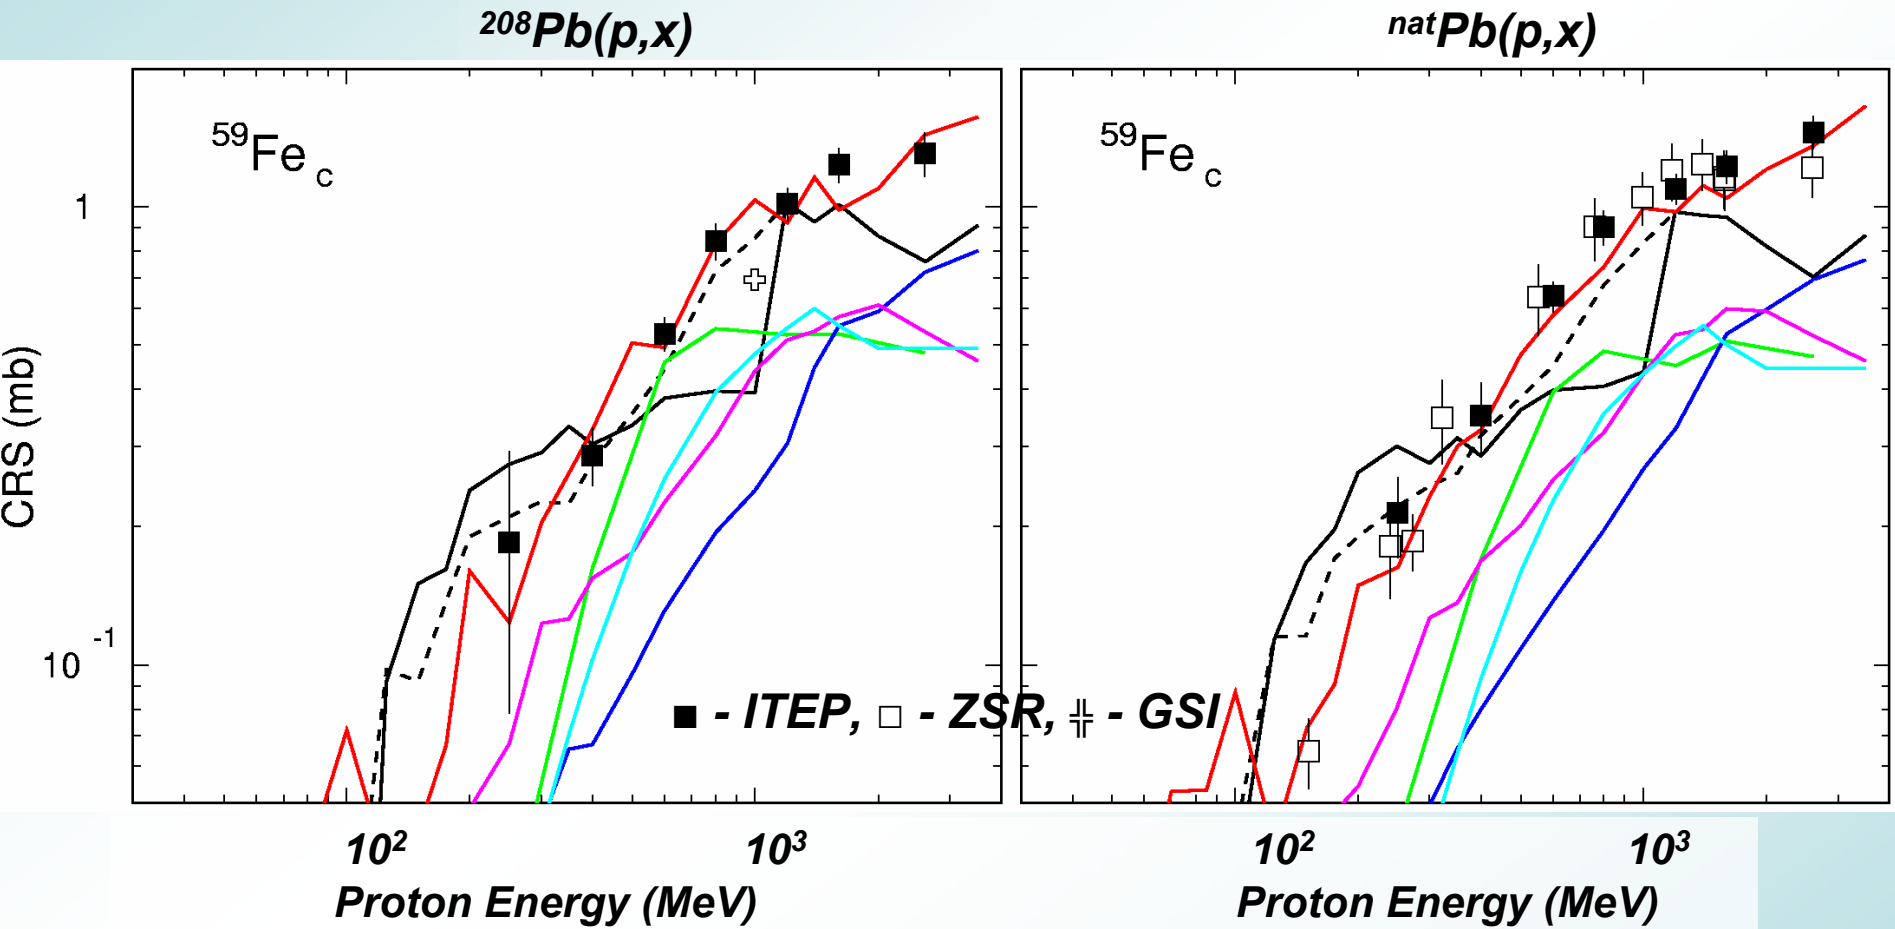 ²⁰⁸Pb(p,x)
ⁿᵃᵗPb(p,x)
⁵⁹Fe c
⁵⁹Fe c
1
10 -1
CRS (mb)
■ - ITEP, □ - ZSR, ╬ - GSI
10²
10³
10²
10³
Proton Energy (MeV)
Proton Energy (MeV)